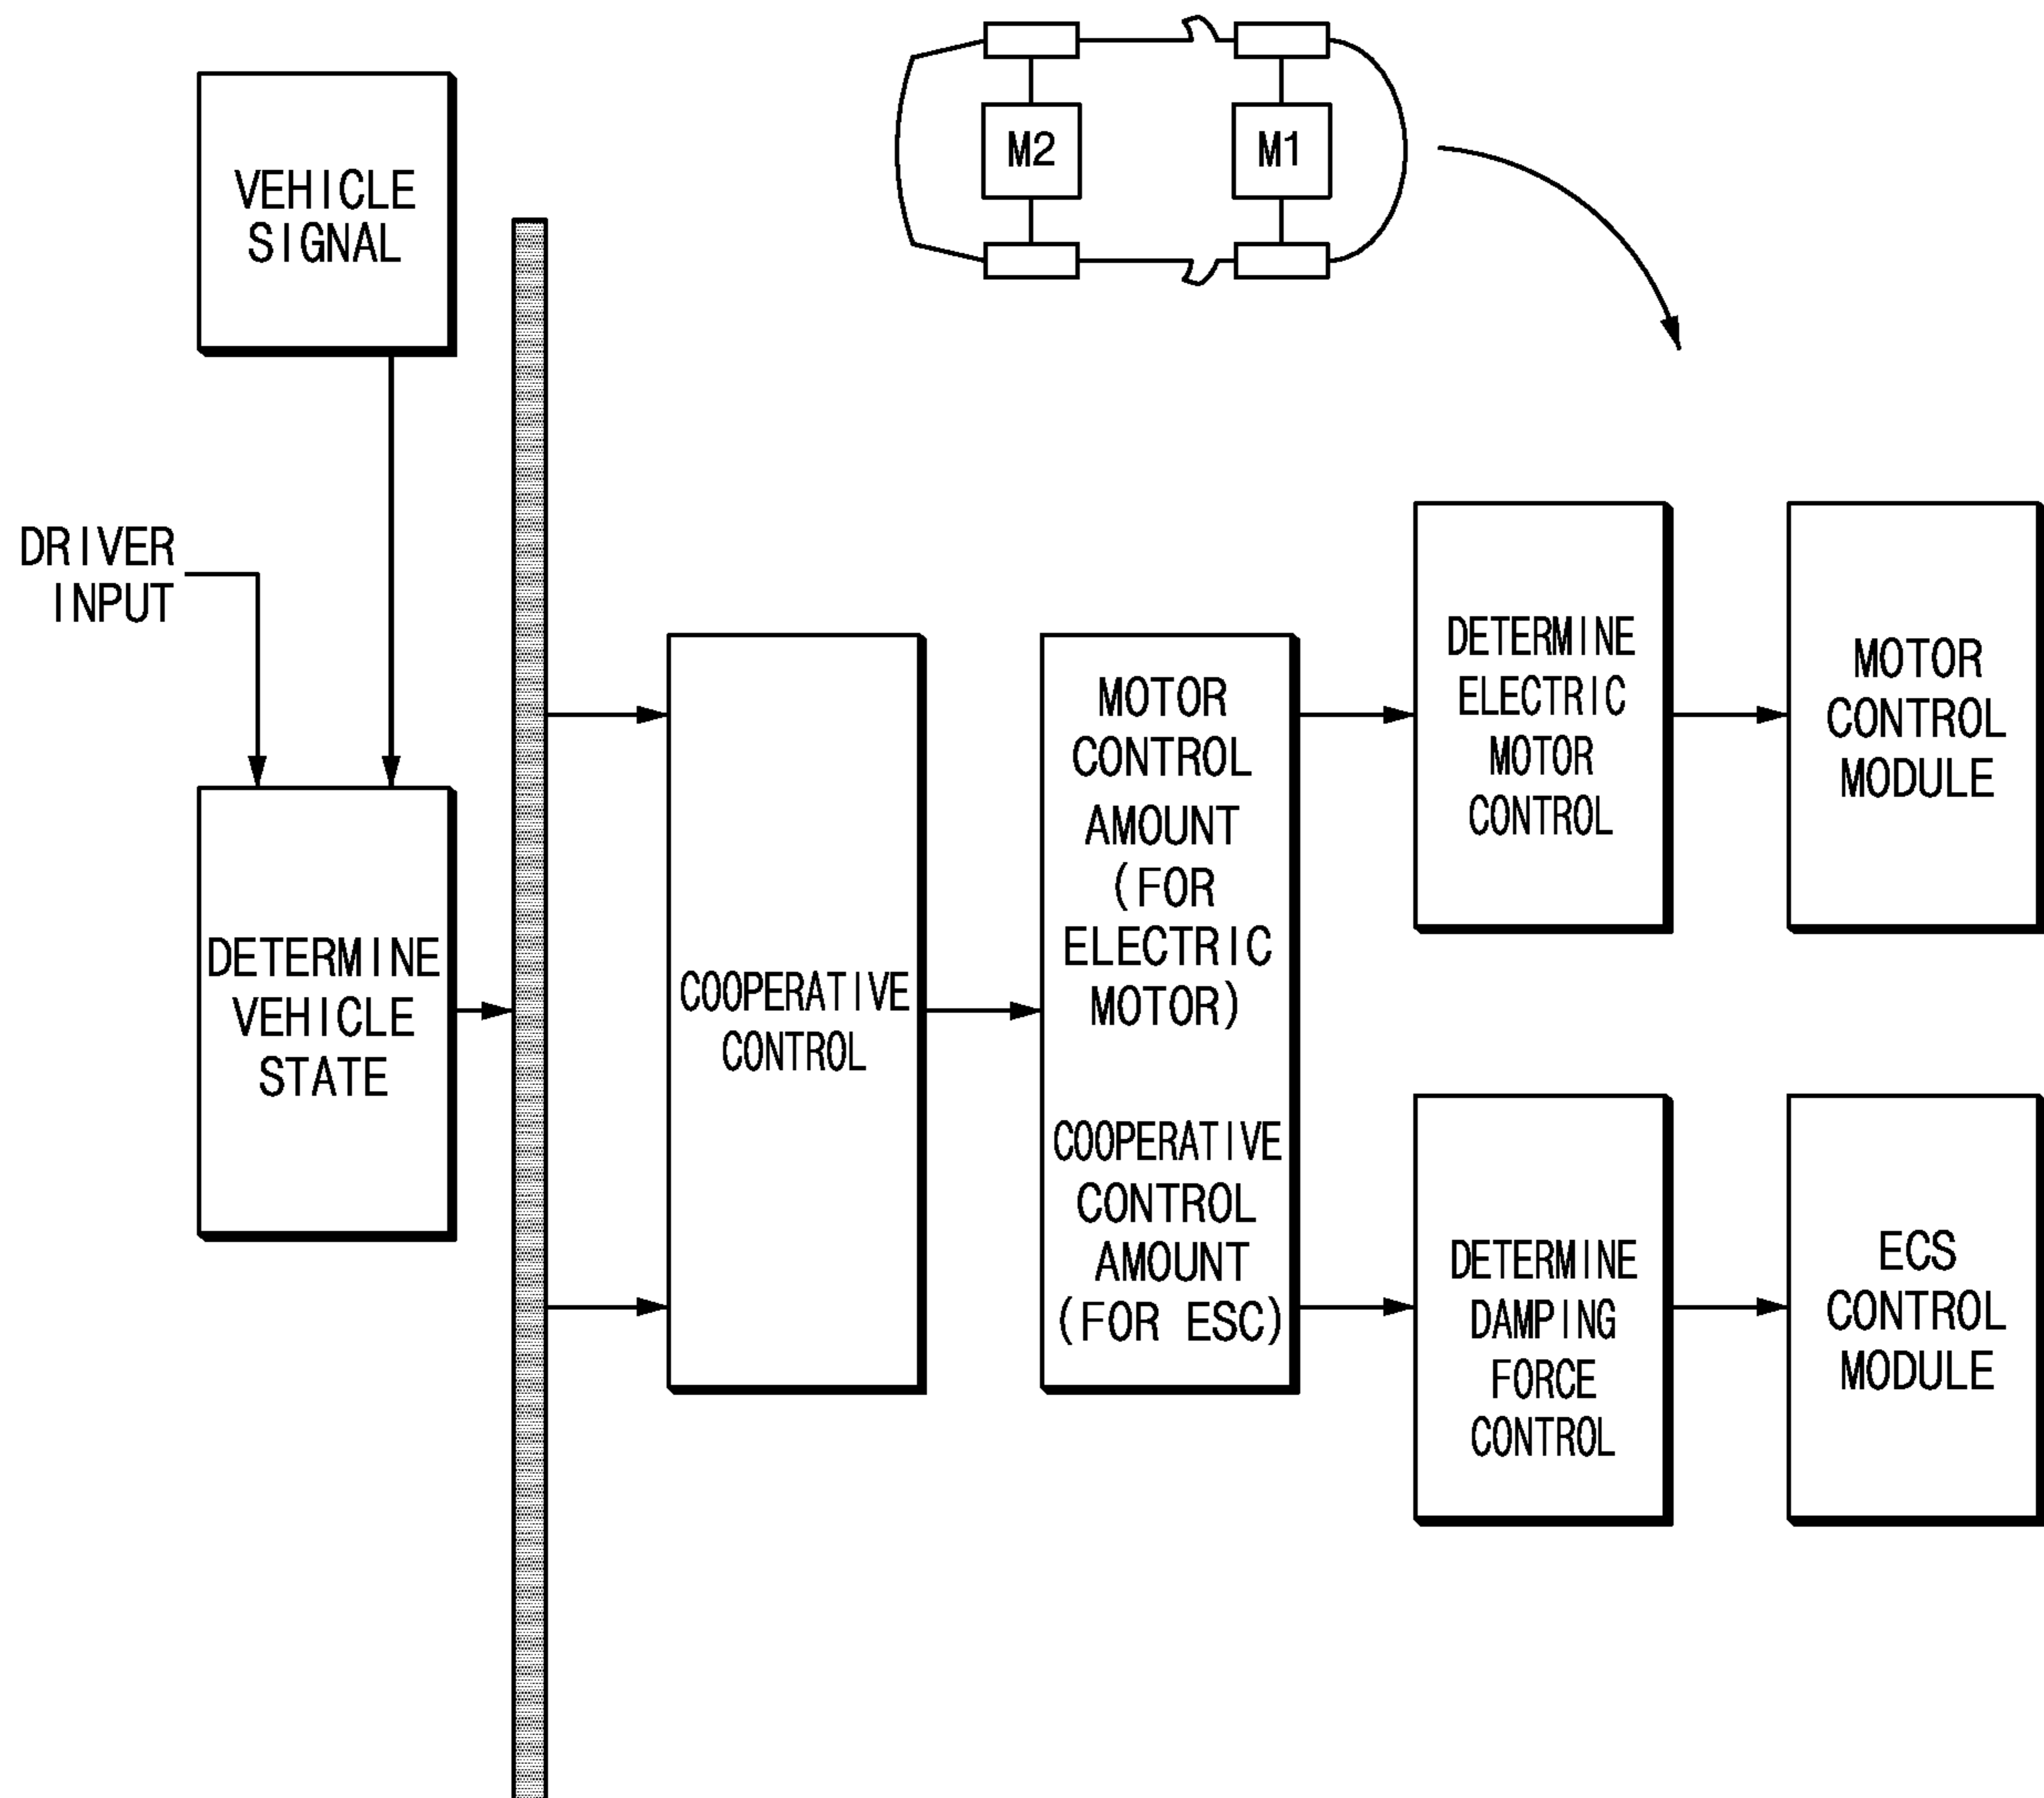 M2
M1
VEHICLE
SIGNAL
DRIVER
INPUT
DETERMINE
VEHICLE
STATE
COOPERATIVE
CONTROL
MOTOR
CONTROL
AMOUNT
(FOR
ELECTRIC
MOTOR)
COOPERATIVE
CONTROL
AMOUNT
(FOR ESC)
DETERMINE
ELECTRIC
MOTOR
CONTROL
MOTOR
CONTROL
MODULE
DETERMINE
DAMPING
FORCE
CONTROL
ECS
CONTROL
MODULE